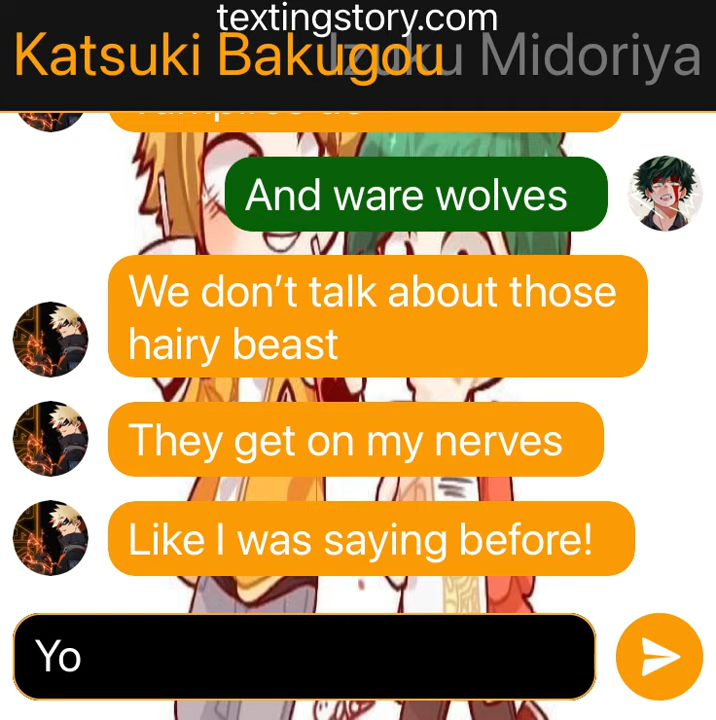 textingstory.com
Katsuki Bakugou Izuku Midoriya
And ware wolves
We don't talk about those
hairy beast
They get on my nerves
Like I was saying before!
Yo